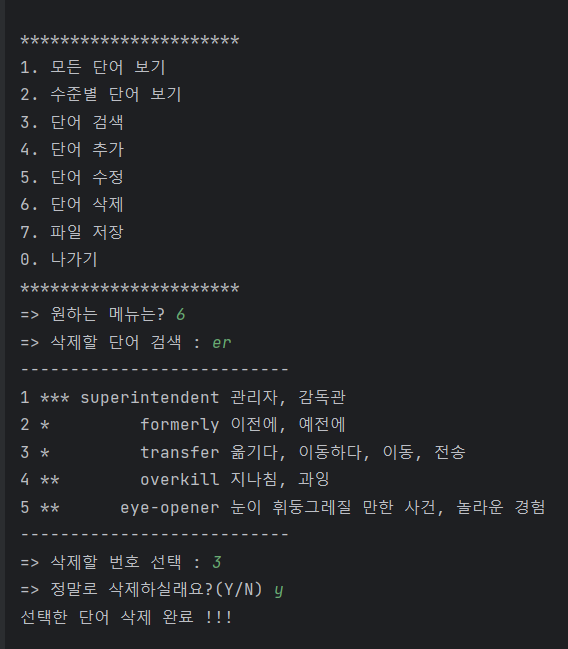 **********************
1. 모든 단어 보기
2. 수준별 단어 보기
3. 단어 검색
4. 단어 추가
5. 단어 수정
6. 단어 삭제
7. 파일 저장
0. 나가기
**********************
=> 원하는 메뉴는? 6
=> 삭제할 단어 검색 : er
---------------------------
1 *** superintendent 관리자, 감독관
2 *         formerly 이전에, 예전에
3 *         transfer 옮기다, 이동하다, 이동, 전송
4 **        overkill 지나침, 과잉
5 **      eye-opener 눈이 휘둥그레질 만한 사건, 놀라운 경험
---------------------------
=> 삭제할 번호 선택 : 3
=> 정말로 삭제하실래요?(Y/N) y
선택한 단어 삭제 완료 !!!